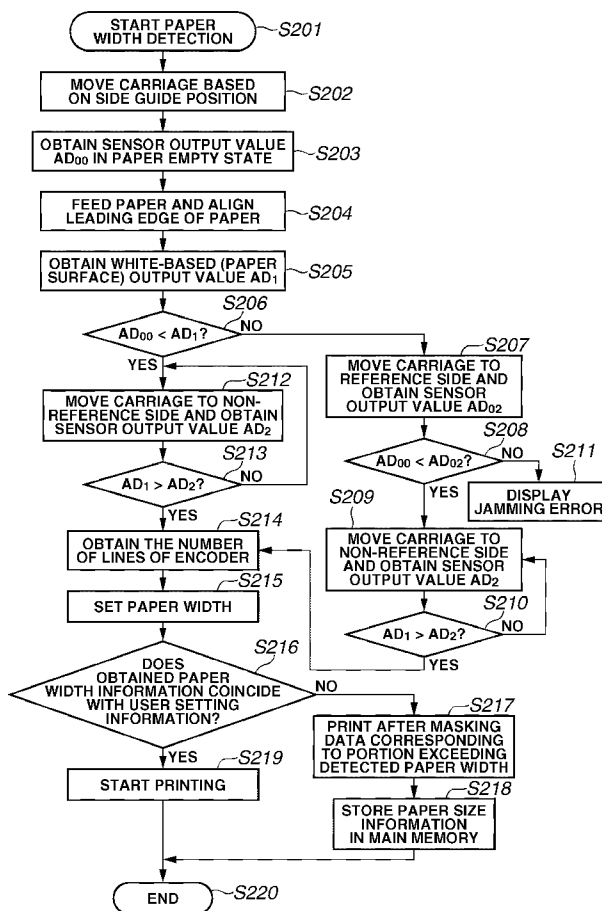 START PAPER
WIDTH DETECTION
S201
MOVE CARRIAGE BASED
ON SIDE GUIDE POSITION
S202
OBTAIN SENSOR OUTPUT VALUE
AD00 IN PAPER EMPTY STATE
S203
FEED PAPER AND ALIGN
LEADING EDGE OF PAPER
S204
OBTAIN WHITE-BASED (PAPER
SURFACE) OUTPUT VALUE AD1
S205
S206
AD00 < AD1?
NO
YES
S207
MOVE CARRIAGE TO
REFERENCE SIDE AND
OBTAIN SENSOR
OUTPUT VALUE AD02
S208
AD00 < AD02?
NO
YES
S211
DISPLAY
JAMMING ERROR
S209
MOVE CARRIAGE TO
NON-REFERENCE SIDE
AND OBTAIN SENSOR
OUTPUT VALUE AD2
S210
AD1 > AD2?
NO
YES
S212
MOVE CARRIAGE TO NON-
REFERENCE SIDE AND OBTAIN
SENSOR OUTPUT VALUE AD2
S213
AD1 > AD2?
NO
YES
S214
OBTAIN THE NUMBER
OF LINES OF ENCODER
S215
SET PAPER WIDTH
S216
DOES
OBTAINED PAPER
WIDTH INFORMATION COINCIDE
WITH USER SETTING
INFORMATION?
NO
YES
S217
PRINT AFTER MASKING
DATA CORRESPONDING
TO PORTION EXCEEDING
DETECTED PAPER WIDTH
S218
STORE PAPER SIZE
INFORMATION
IN MAIN MEMORY
S219
START PRINTING
END
S220